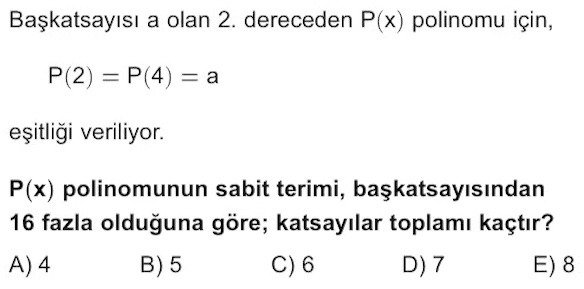 Başkatsayısı a olan 2. dereceden P(x) polinomu için,
P(2) = P(4) = a
eşitliği veriliyor.
P(x) polinomunun sabit terimi, başkatsayısından
16 fazla olduğuna göre; katsayılar toplamı kaçtır?
A) 4 B) 5 C) 6 D) 7 E) 8